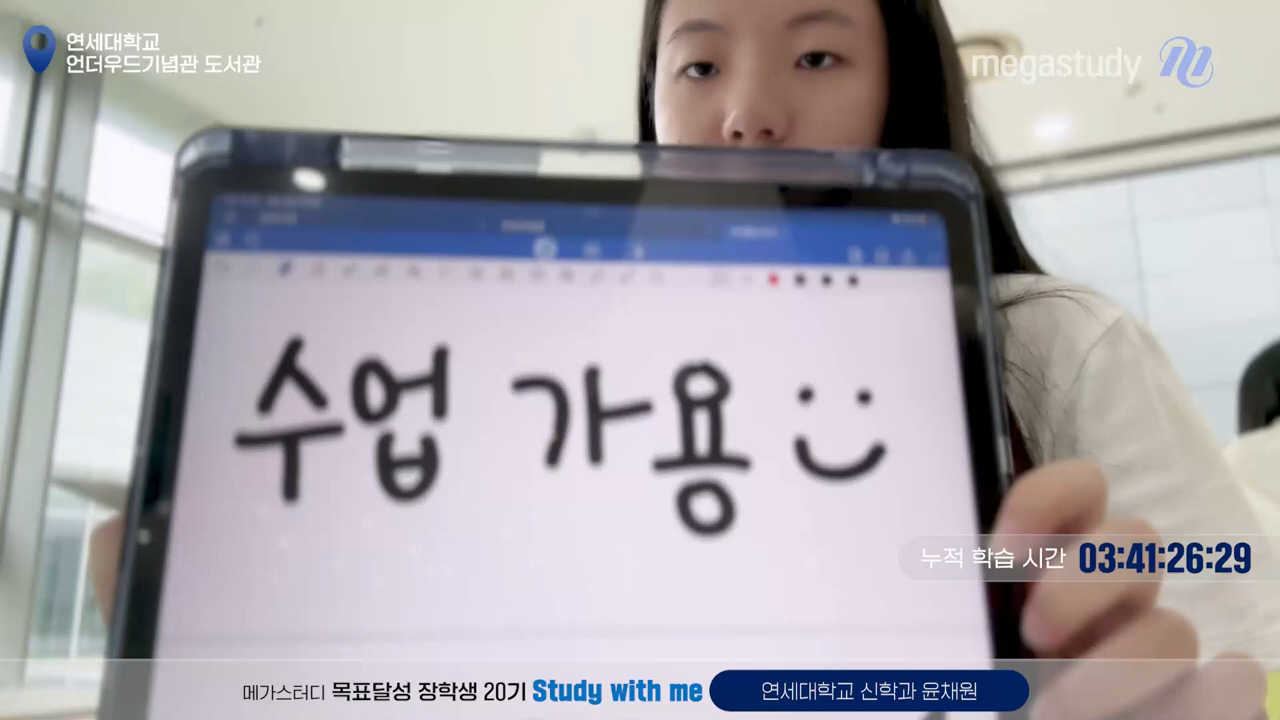 연세대학교
언더우드기념관 도서관
megastudy
수업 가용
누적 학습 시간 03:41:26:29
메가스터디 목표달성 장학생 20기 Study with me 연세대학교 신학과 윤채원